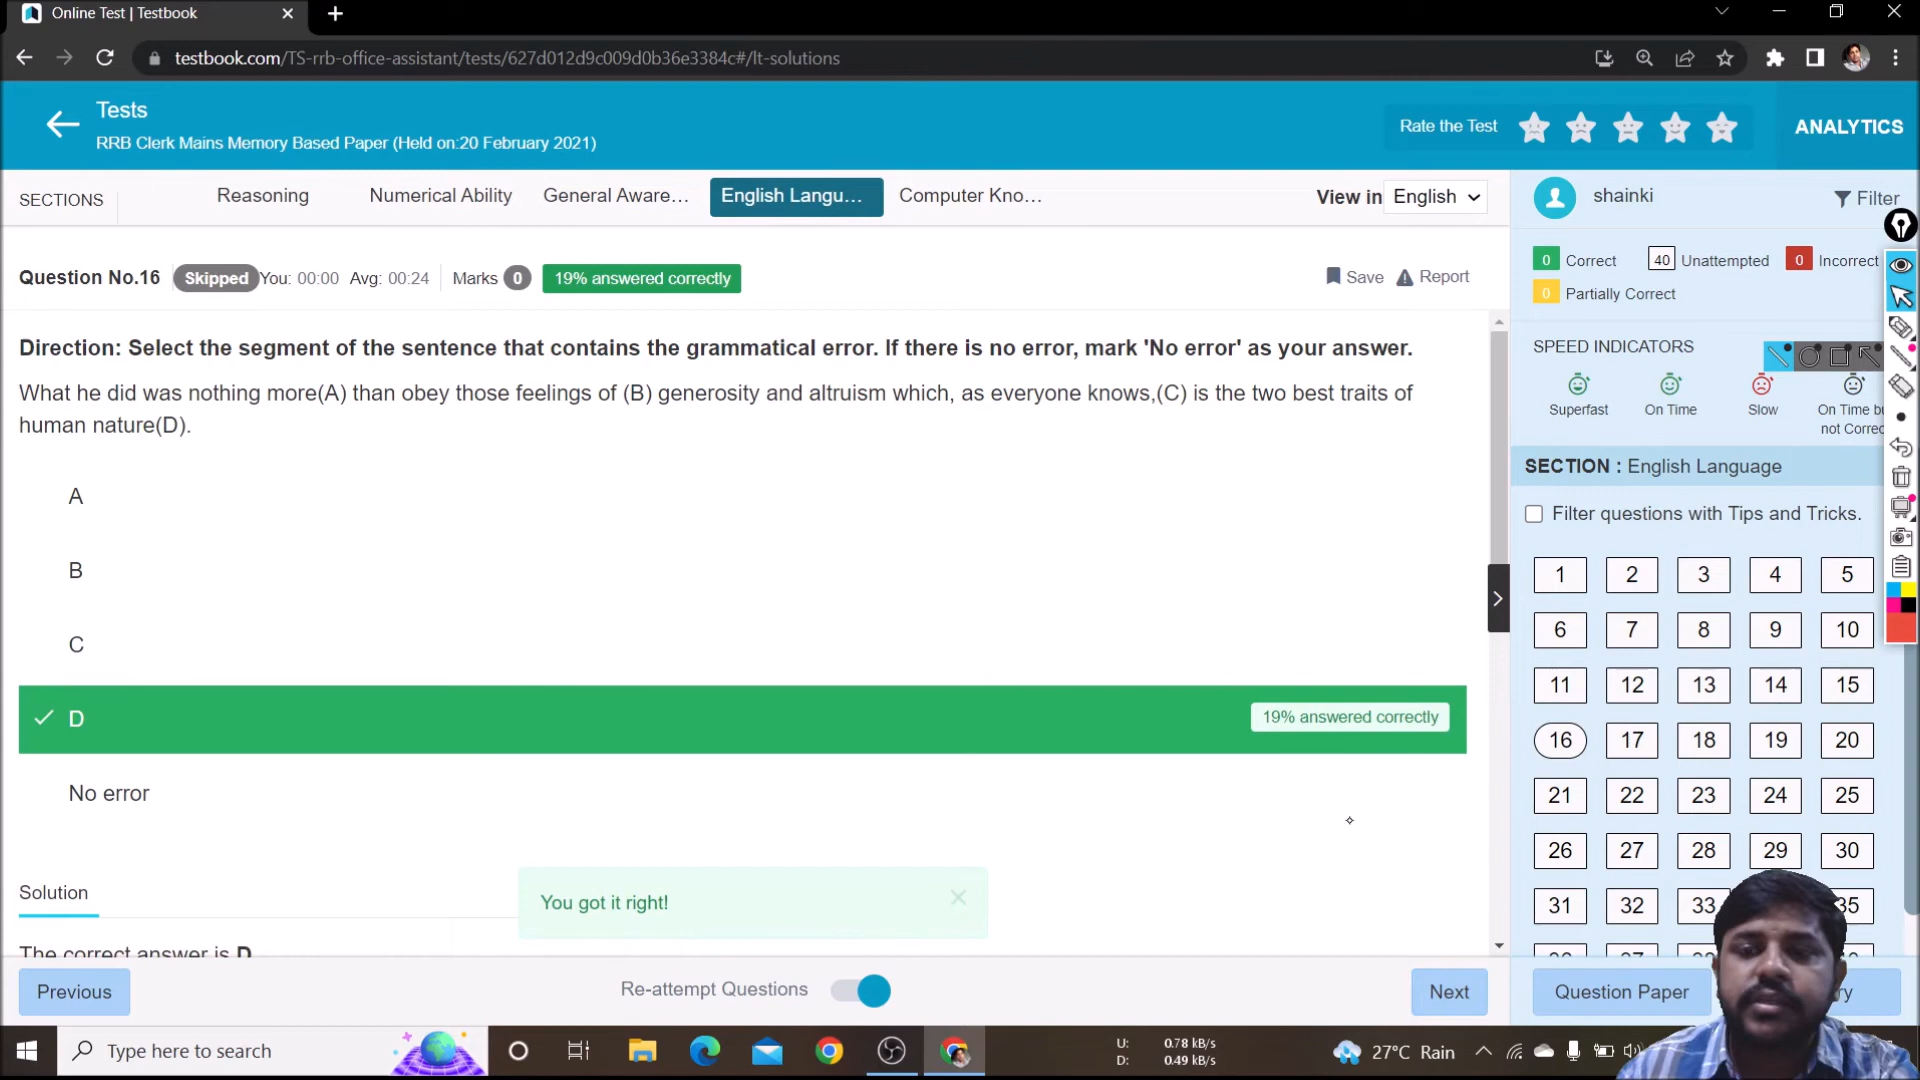 Online Test | Testbook
testbook.com/TS-rrb-office-assistant/tests/627d012d9c009d0b36e3384c#/lt-solutions
Tests
RRB Clerk Mains Memory Based Paper (Held on:20 February 2021)
Rate the Test
ANALYTICS
SECTIONS
Reasoning
Numerical Ability
General Aware...
English Langu...
Computer Kno...
View in English
shainki
Filter
Question No.16 Skipped You: 00:00 Avg: 00:24 Marks 0 19% answered correctly
Save Report
0 Correct 40 Unattempted 0 Incorrect
0 Partially Correct
Direction: Select the segment of the sentence that contains the grammatical error. If there is no error, mark 'No error' as your answer.
What he did was nothing more(A) than obey those feelings of (B) generosity and altruism which, as everyone knows,(C) is the two best traits of
human nature(D).
A
B
C
D
19% answered correctly
No error
Solution
You got it right!
The correct answer is D
SPEED INDICATORS
Superfast On Time Slow On Time bu
not Correc
SECTION : English Language
Filter questions with Tips and Tricks.
1 2 3 4 5
6 7 8 9 10
11 12 13 14 15
16 17 18 19 20
21 22 23 24 25
26 27 28 29 30
31 32 33 35
Previous
Re-attempt Questions
Next
Question Paper
ry
Type here to search
U: 0.78 kB/s
D: 0.49 kB/s
27°C Rain